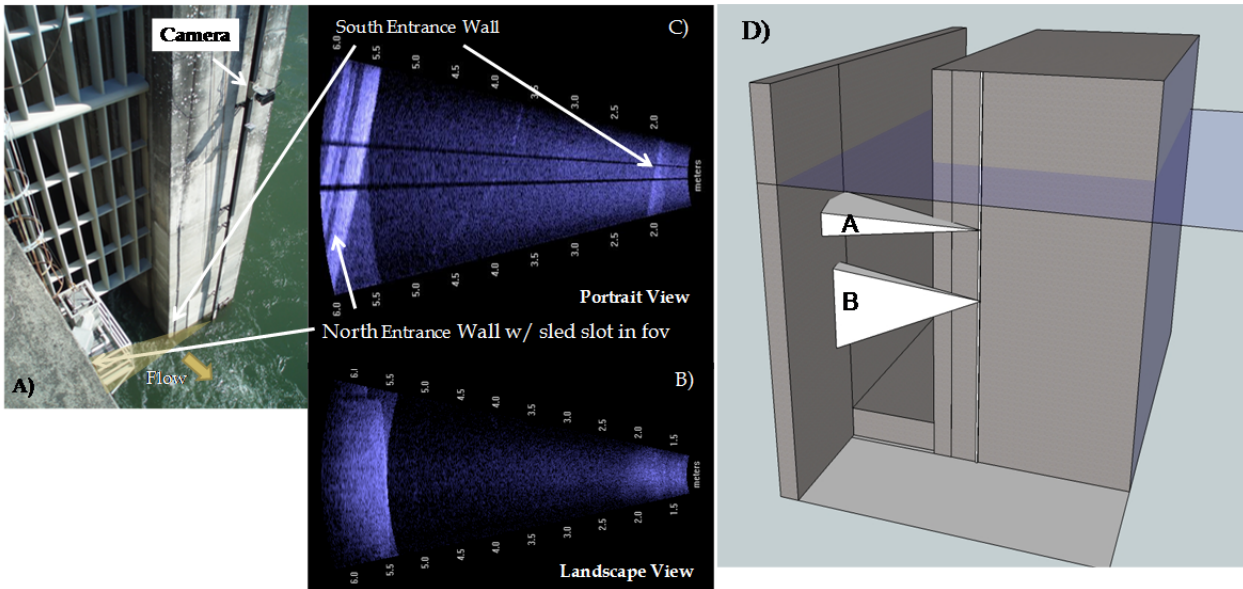 Camera
A)
Flow
South Entrance Wall
C)
6.0
5.5
5.0
4.5
4.0
3.5
3.0
2.5
2.0
meters
6.0
5.5
5.0
4.5
4.0
3.5
3.0
2.5
2.0
Portrait View
North Entrance Wall w/ sled slot in fov
B)
6.0
5.5
5.0
4.5
4.0
3.5
3.0
2.5
2.0
1.5
meters
6.0
5.5
5.0
4.5
4.0
3.5
3.0
2.5
2.0
1.5
Landscape View
D)
A
B